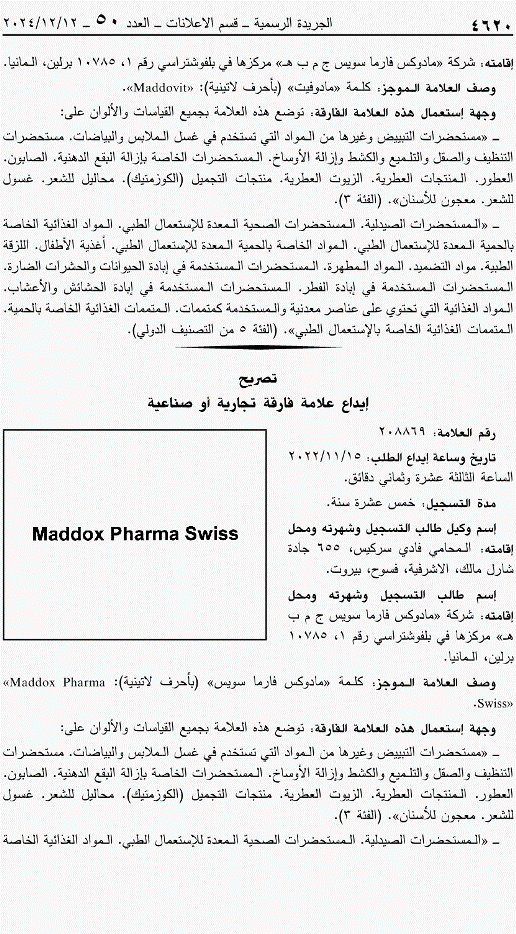 ٤٦٢٠ الجريدة الرسمية ــ قسم الاعلانات ــ العدد ٥٠ ــ ٢٠٢٤/١٢/١٢
إقامته: شركة «مادوكس فارما سويس ج م ب هـ» مركزها في بلفوشتراسي رقم ١، ١٠٧٨٥ برلين، المانيا.
وصف العلامة الموجز: كلمة «مادوفيت» (بأحرف لاتينية): «Maddovit».
وجهة إستعمال هذه العلامة الفارقة: توضع هذه العلامة بجميع القياسات والألوان على:
ــ «مستحضرات التبييض وغيرها من المواد التي تستخدم في غسل الملابس والبياضات. مستحضرات
التنظيف والصقل والتلميع والكشط وإزالة الأوساخ. المستحضرات الخاصة بإزالة البقع الدهنية. الصابون.
العطور. المنتجات العطرية. الزيوت العطرية. منتجات التجميل (الكوزمتيك). محاليل للشعر. غسول
للشعر. معجون للأسنان». (الفئة ٣).
ــ «المستحضرات الصيدلية. المستحضرات الصحية المعدة للإستعمال الطبي. المواد الغذائية الخاصة
بالحمية المعدة للإستعمال الطبي. المواد الخاصة بالحمية المعدة للإستعمال الطبي. أغذية الأطفال. اللزقة
الطبية. مواد التضميد. المواد المطهرة. المستحضرات المستخدمة في إبادة الحيوانات والحشرات الضارة.
المستحضرات المستخدمة في إبادة الفطر. المستحضرات المستخدمة في إبادة الحشائش والأعشاب.
المواد الغذائية التي تحتوي على عناصر معدنية والمستخدمة كمتممات. المتممات الغذائية الخاصة بالحمية.
المتممات الغذائية الخاصة بالإستعمال الطبي». (الفئة ٥ من التصنيف الدولي).
تصريح
إيداع علامة فارقة تجارية أو صناعية
رقم العلامة: ٢٠٨٨٦٩
تاريخ وساعة إيداع الطلب: ٢٠٢٢/١١/١٥
الساعة الثالثة عشرة وثماني دقائق.
مدة التسجيل: خمس عشرة سنة.
إسم وكيل طالب التسجيل وشهرته ومحل
إقامته: المحامي فادي سركيس، ٦٥٥ جادة
شارل مالك، الاشرفية، فسوح، بيروت.
إسم طالب التسجيل وشهرته ومحل
إقامته: شركة «مادوكس فارما سويس ج م ب
هـ» مركزها في بلفوشتراسي رقم ١، ١٠٧٨٥
برلين، المانيا.
Maddox Pharma Swiss
وصف العلامة الموجز: كلمة «مادوكس فارما سويس» (بأحرف لاتينية): «Maddox Pharma
Swiss».
وجهة إستعمال هذه العلامة الفارقة: توضع هذه العلامة بجميع القياسات والألوان على:
ــ «مستحضرات التبييض وغيرها من المواد التي تستخدم في غسل الملابس والبياضات. مستحضرات
التنظيف والصقل والتلميع والكشط وإزالة الأوساخ. المستحضرات الخاصة بإزالة البقع الدهنية. الصابون.
العطور. المنتجات العطرية. الزيوت العطرية. منتجات التجميل (الكوزمتيك). محاليل للشعر. غسول
للشعر. معجون للأسنان». (الفئة ٣).
ــ «المستحضرات الصيدلية. المستحضرات الصحية المعدة للإستعمال الطبي. المواد الغذائية الخاصة